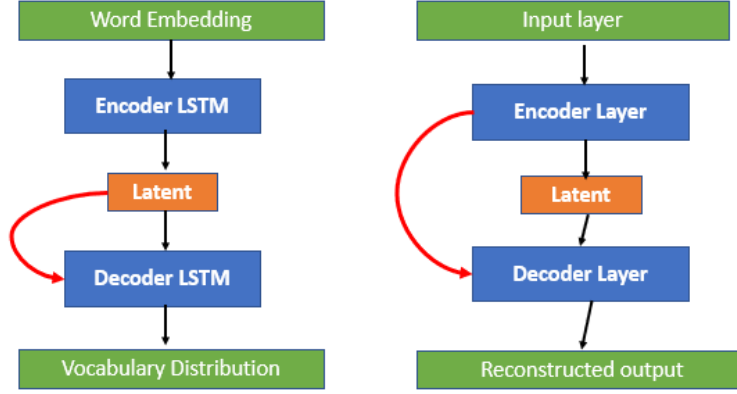 Word Embedding
Encoder LSTM
Latent
Decoder LSTM
Vocabulary Distribution
Input layer
Encoder Layer
Latent
Decoder Layer
Reconstructed output